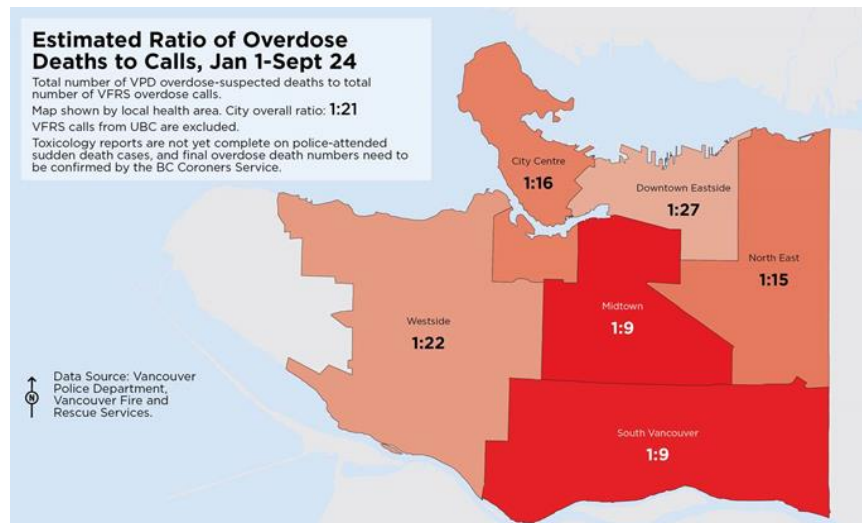 Estimated Ratio of Overdose
Deaths to Calls, Jan 1-Sept 24
Total number of VPD overdose-suspected deaths to total
number of VFRS overdose calls.
Map shown by local health area. City overall ratio: 1:21
VFRS calls from UBC are excluded.
Toxicology reports are not yet complete on police-attended
sudden death cases, and final overdose death numbers need to
be confirmed by the BC Coroners Service.
City Centre
1:16
Downtown Eastside
1:27
North East
1:15
Midtown
1:9
Westside
1:22
South Vancouver
1:9
N
Data Source: Vancouver
Police Department,
Vancouver Fire and
Rescue Services.